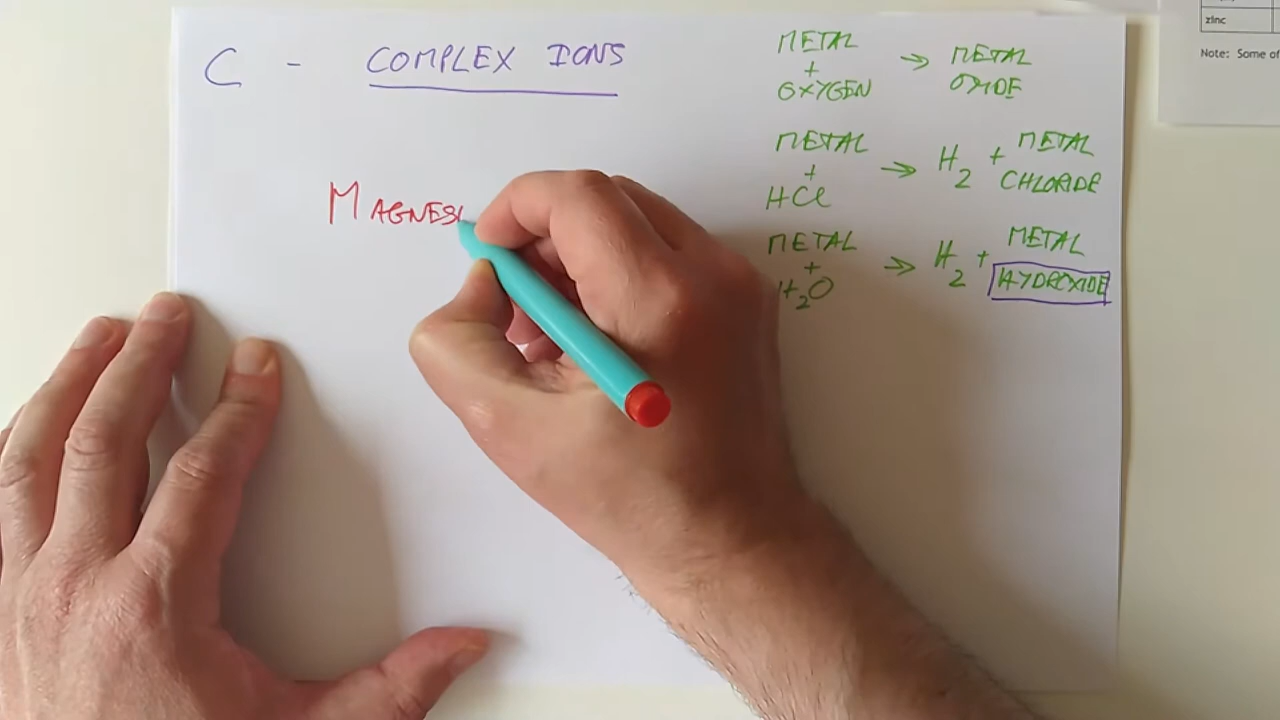 C - COMPLEX IONS
MAGNESI
METAL
+
OXYGEN
→ METAL
OXIDE
METAL
+
HCl
→ H2 + METAL
CHLORIDE
METAL
+
H2O
→ H2 + METAL
HYDROXIDE
zinc
Note: Some of